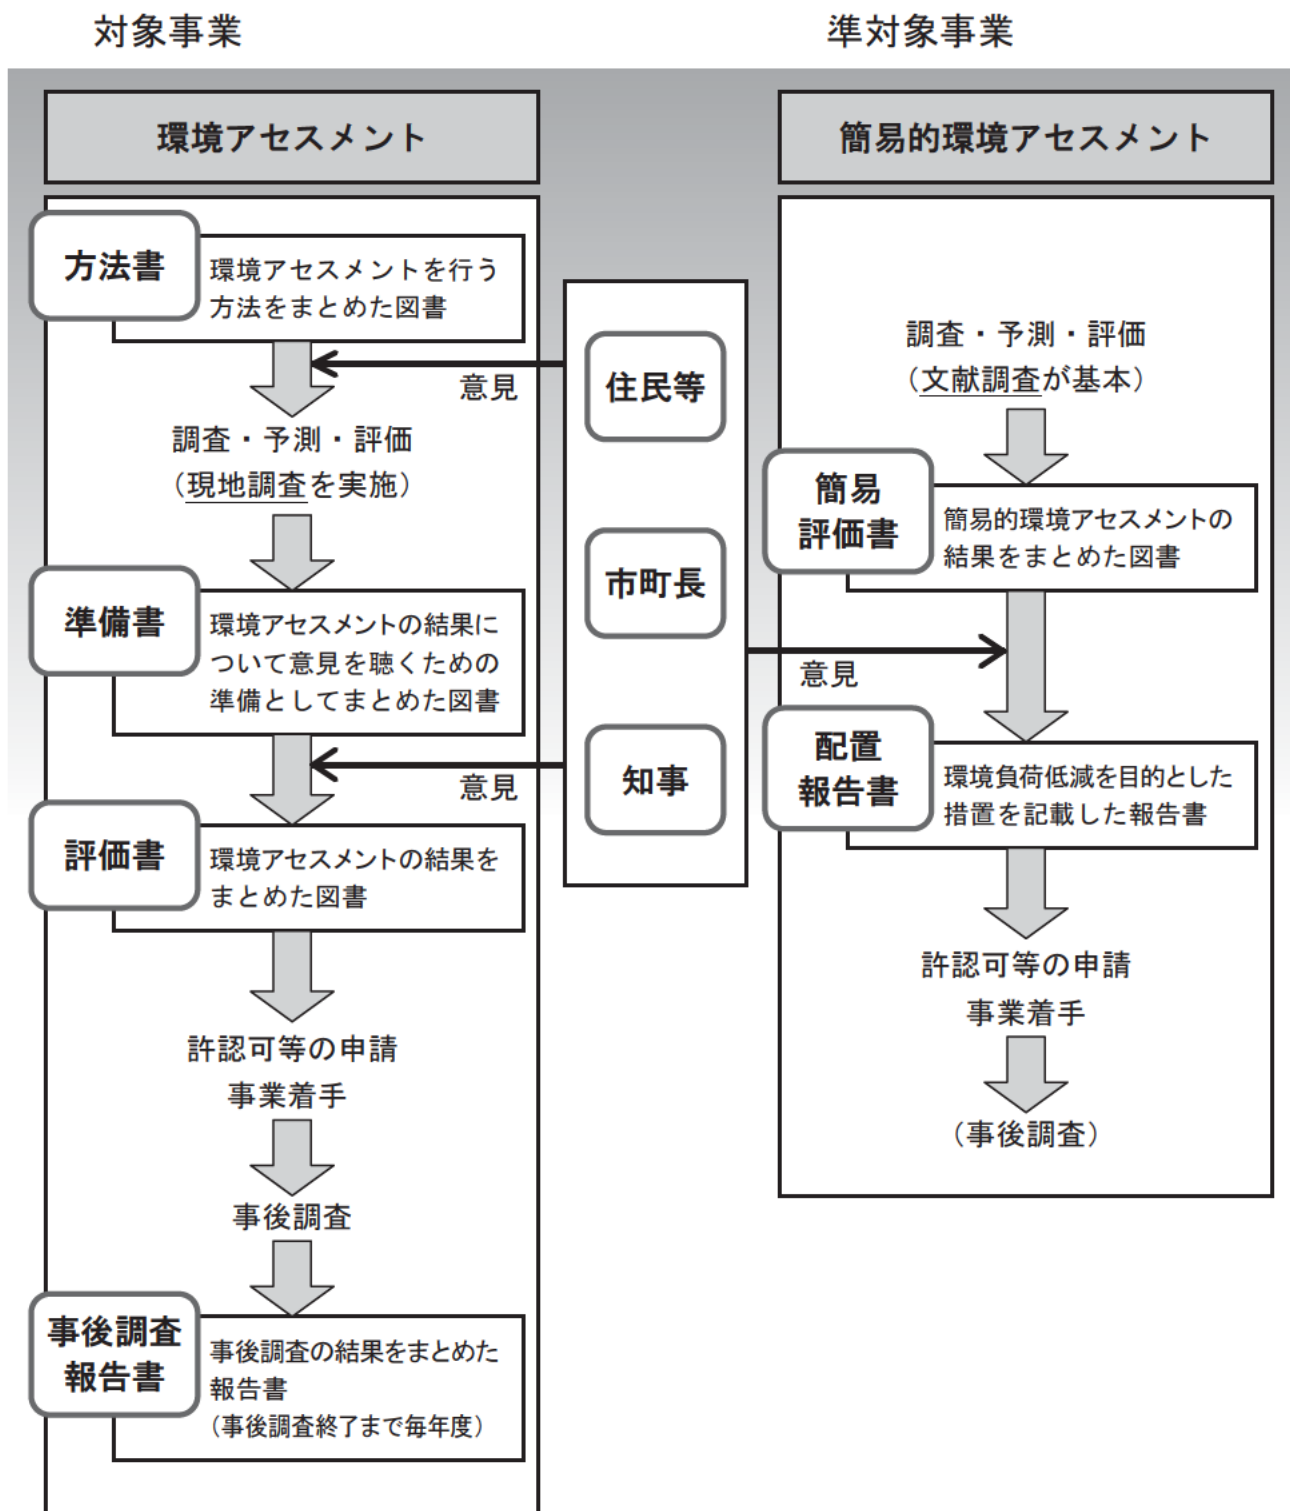 対象事業
環境アセスメント
方法書
環境アセスメントを行う
方法をまとめた図書
意見
調査・予測・評価
（現地調査を実施）
準備書
環境アセスメントの結果に
ついて意見を聴くための
準備としてまとめた図書
意見
評価書
環境アセスメントの結果を
まとめた図書
許認可等の申請
事業着手
事後調査
事後調査
報告書
事後調査の結果をまとめた
報告書
（事後調査終了まで毎年度）
住民等
市町長
知事
準対象事業
簡易的環境アセスメント
調査・予測・評価
（文献調査が基本）
簡易
評価書
簡易的環境アセスメントの
結果をまとめた図書
意見
配置
報告書
環境負荷低減を目的とした
措置を記載した報告書
許認可等の申請
事業着手
（事後調査）